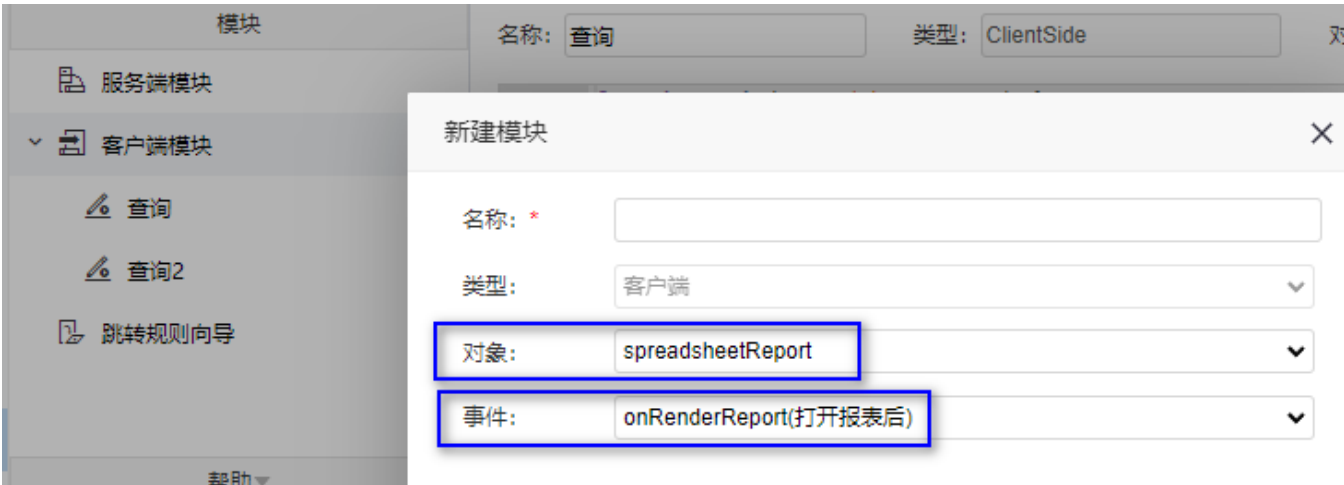 模块
名称: 查询
类型: ClientSide
服务端模块
客户端模块
查询
查询2
跳转规则向导
帮助
新建模块
名称: *
类型: 客户端
对象: spreadsheetReport
事件: onRenderReport(打开报表后)